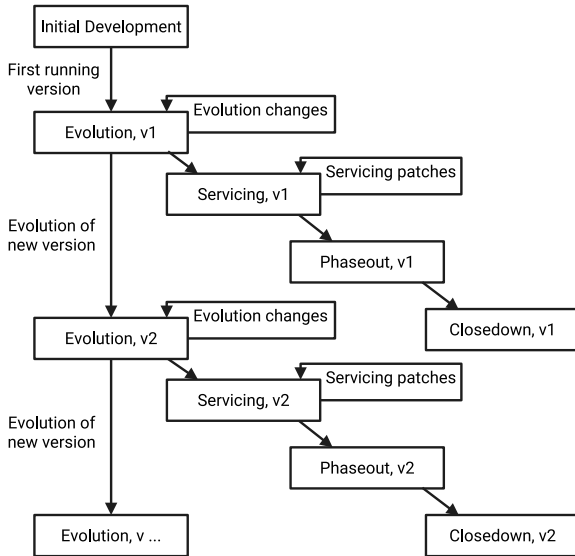 Initial Development
First running
version
Evolution changes
Evolution, v1
Servicing patches
Servicing, v1
Evolution of
new version
Phaseout, v1
Evolution changes
Evolution, v2
Closedown, v1
Servicing patches
Servicing, v2
Evolution of
new version
Phaseout, v2
Evolution, v ...
Closedown, v2